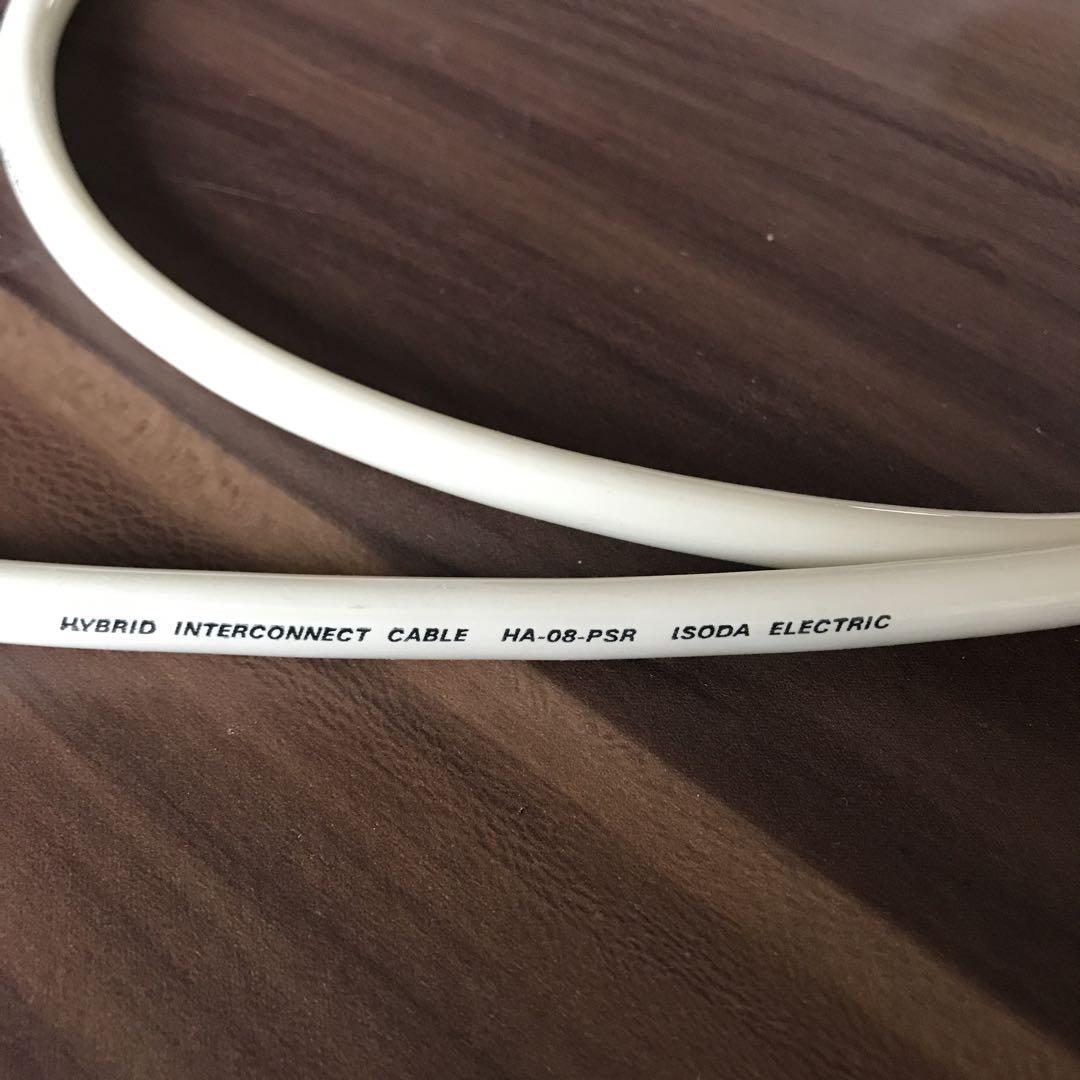 HYBRID INTERCONNECT CABLE HA-08-PSR ISODA ELECTRIC